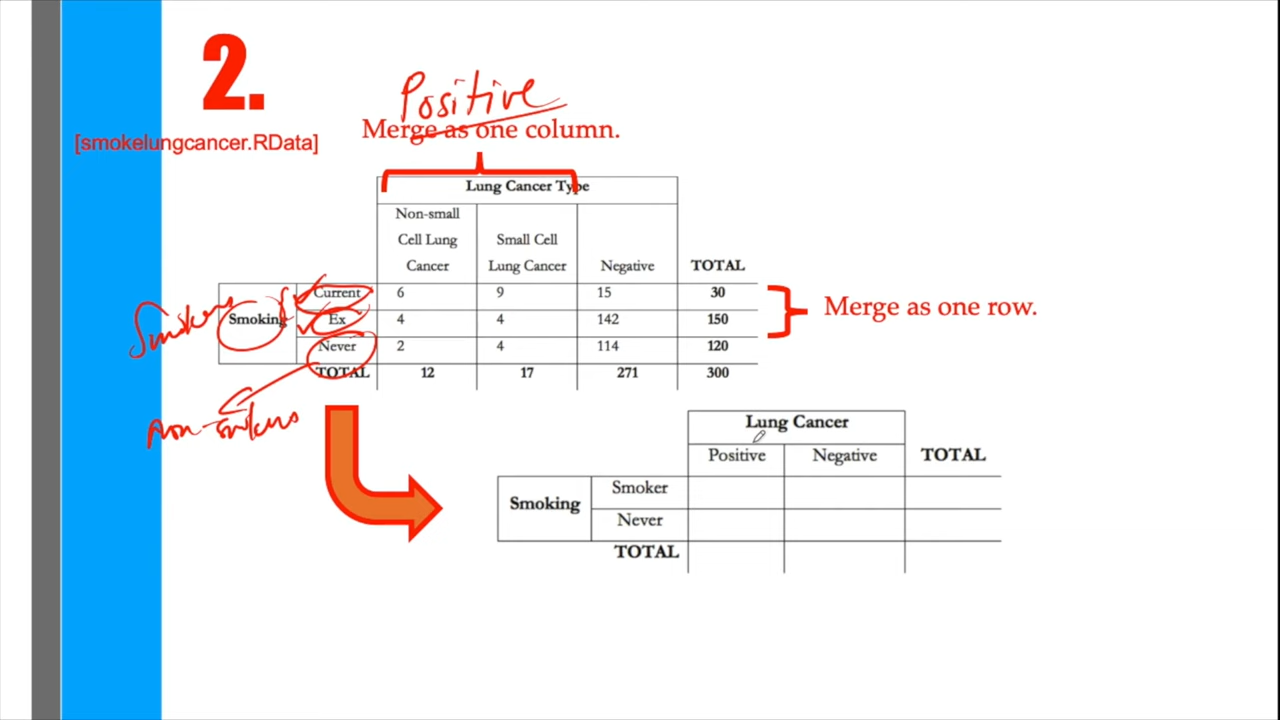 2.
[smokelungcancer.RData]
Positive
Merge as one column.
Lung Cancer Type
Non-small Cell Lung Cancer
Small Cell Lung Cancer
Negative
TOTAL
Smoking
Current 6 9 15 30
Ex 4 4 142 150
Never 2 4 114 120
TOTAL 12 17 271 300
Merge as one row.
Smokers
non-smokers
Lung Cancer
Positive Negative TOTAL
Smoking
Smoker
Never
TOTAL